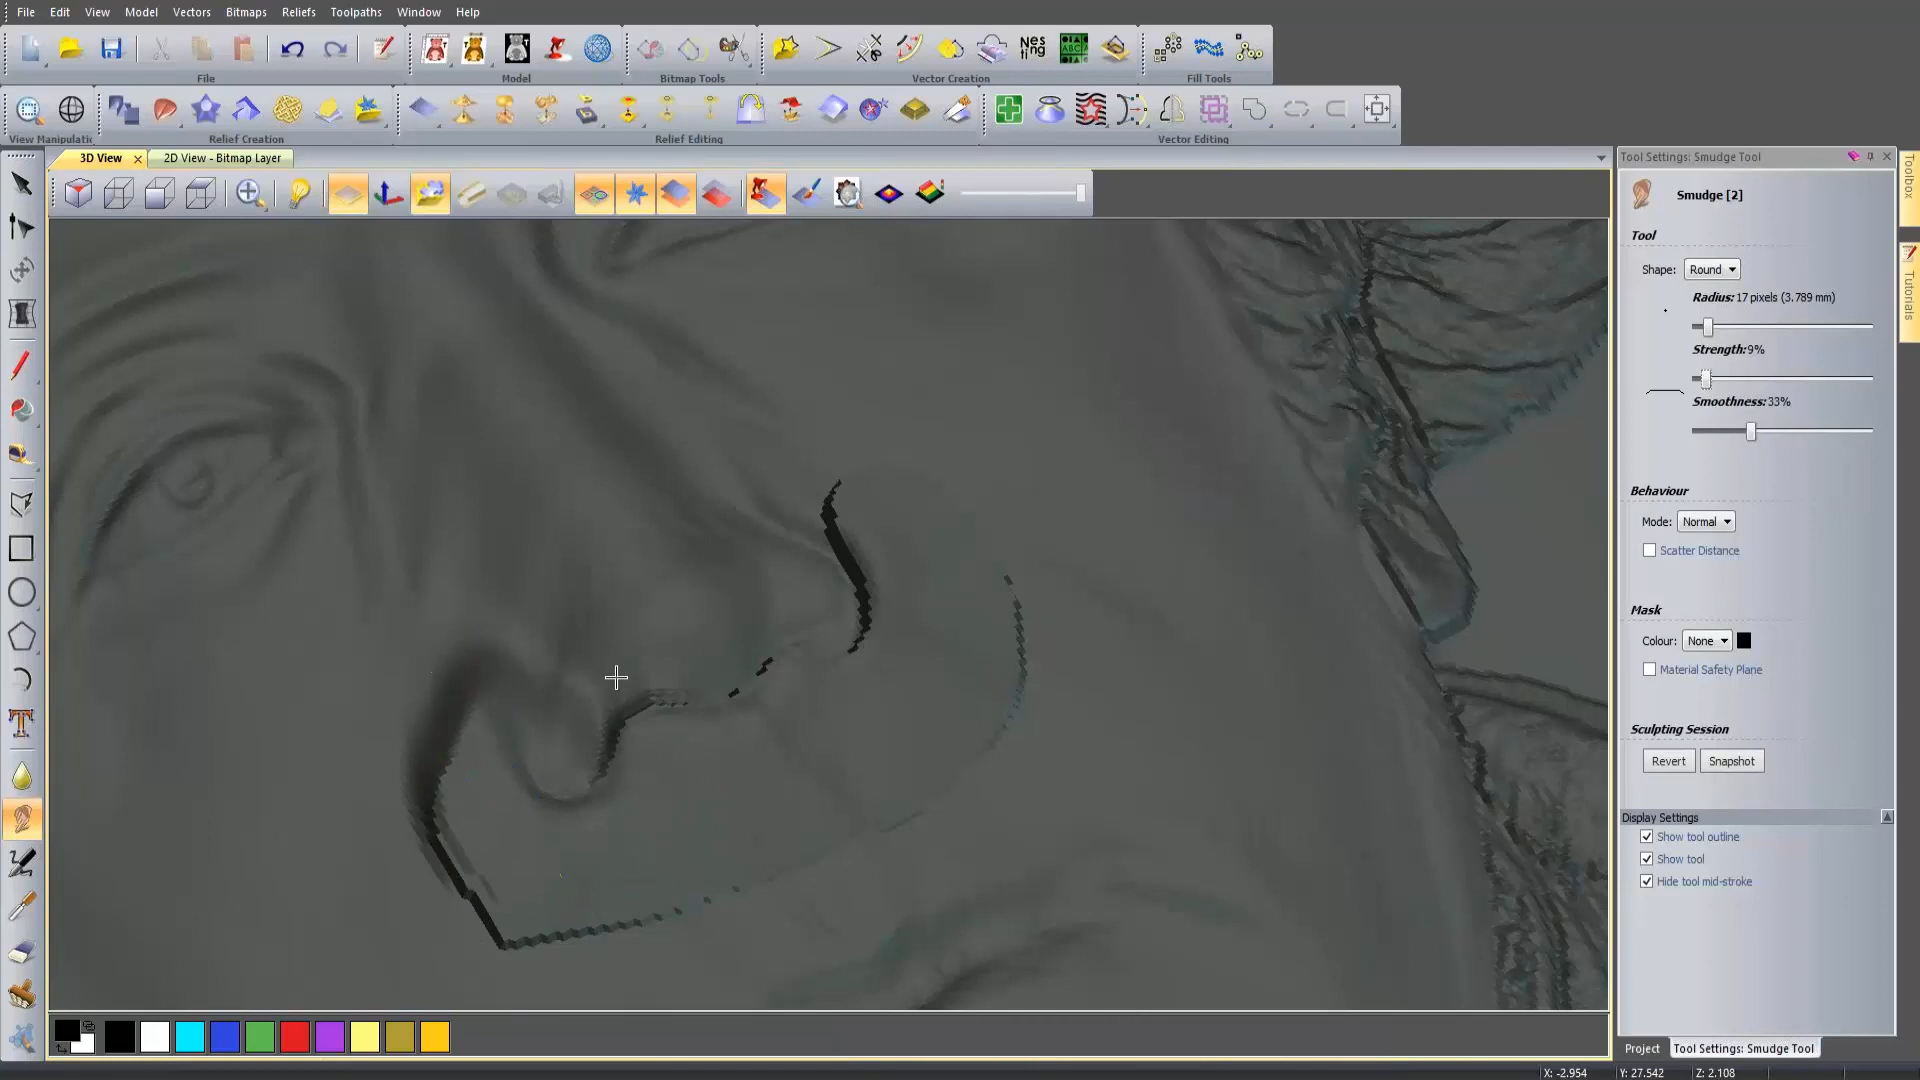 File Edit View Model Vectors Bitmaps Reliefs Toolpaths Window Help
Nes
ting
File Model Bitmap Tools Vector Creation Fill Tools
View Manipulatic Relief Creation Relief Editing Vector Editing
3D View 2D View - Bitmap Layer
Tool Settings: Smudge Tool
Toolbox
Tutorials
Smudge [2]
Tool
Shape: Round
Radius: 17 pixels (3.789 mm)
Strength:9%
Smoothness:33%
Behaviour
Mode: Normal
Scatter Distance
Mask
Colour: None
Material Safety Plane
Sculpting Session
Revert Snapshot
Display Settings
Show tool outline
Show tool
Hide tool mid-stroke
Project Tool Settings: Smudge Tool
X: -2.954 Y: 27.542 Z: 2.108